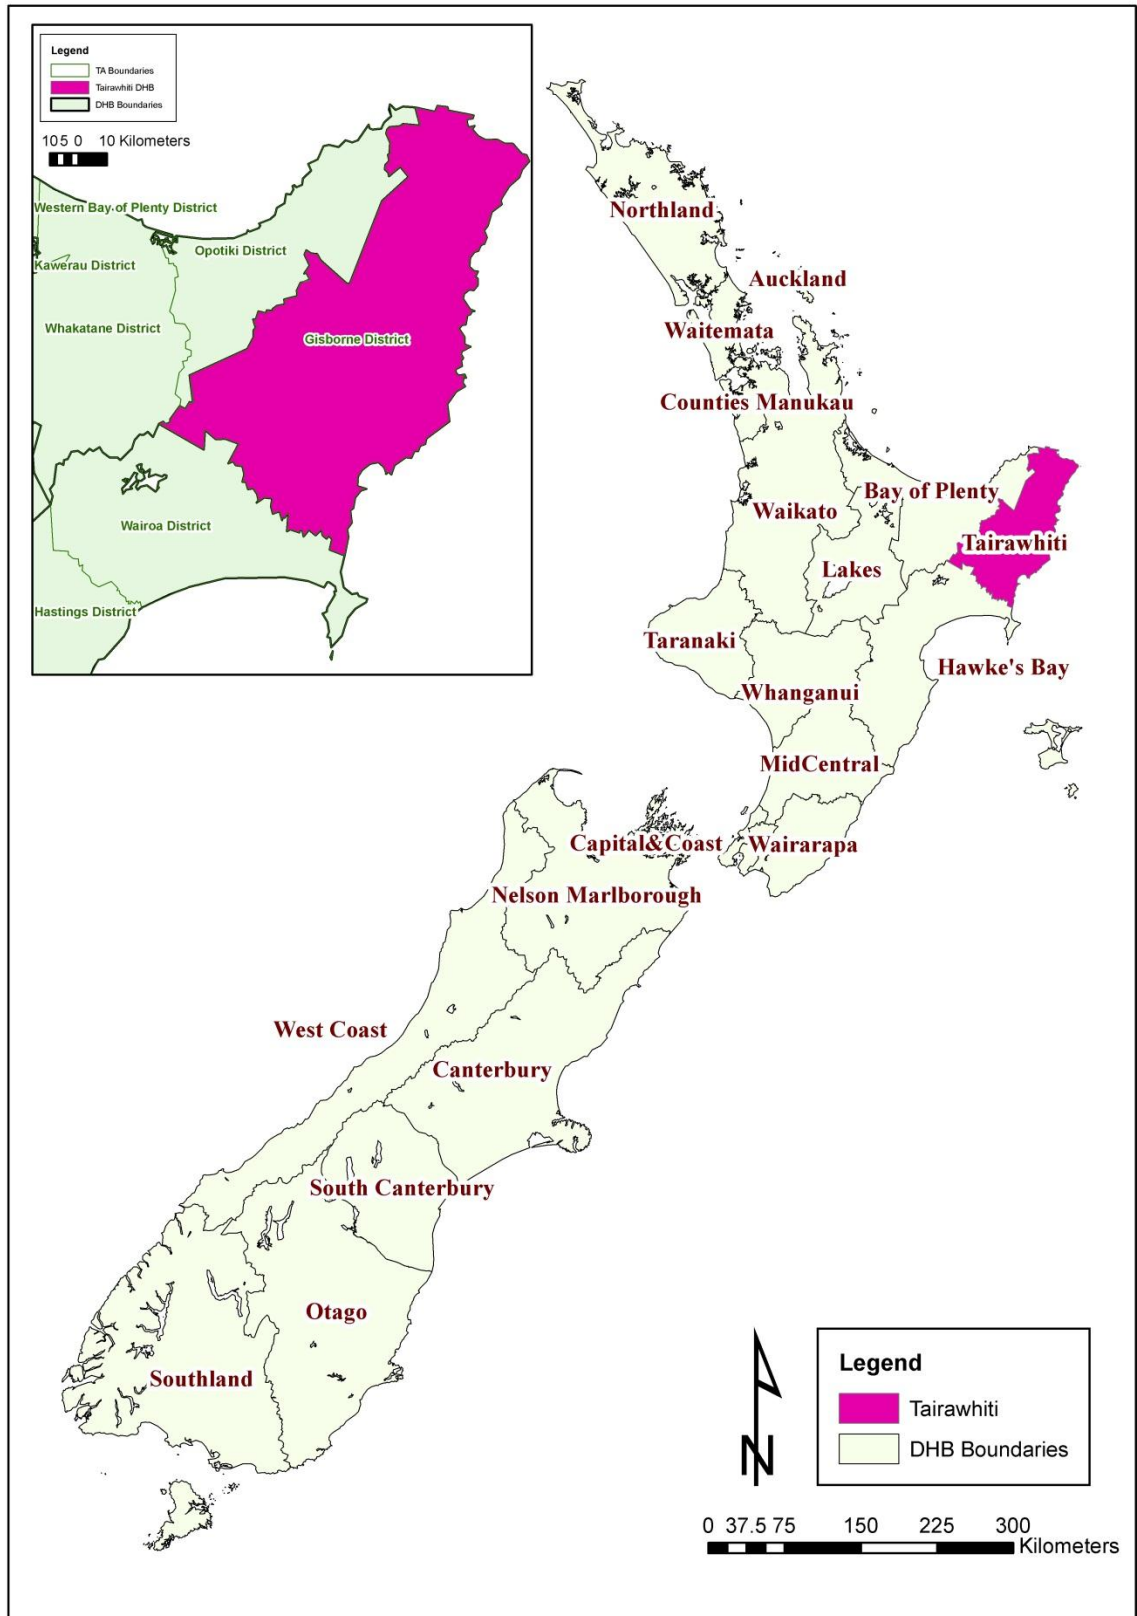 Legend
TA Boundaries
Tairawhiti DHB
DHB Boundaries
10 5 0 10 Kilometers
Western Bay of Plenty District
Opotiki District
Kawerau District
Whakatane District
Gisborne District
Wairoa District
Hastings District
Northland
Auckland
Waitemata
Counties Manukau
Bay of Plenty
Waikato
Tairawhiti
Lakes
Taranaki
Hawke's Bay
Whanganui
MidCentral
Capital&Coast
Wairarapa
Nelson Marlborough
West Coast
Canterbury
South Canterbury
Otago
Southland
N
Legend
Tairawhiti
DHB Boundaries
0 37.5 75 150 225 300
Kilometers